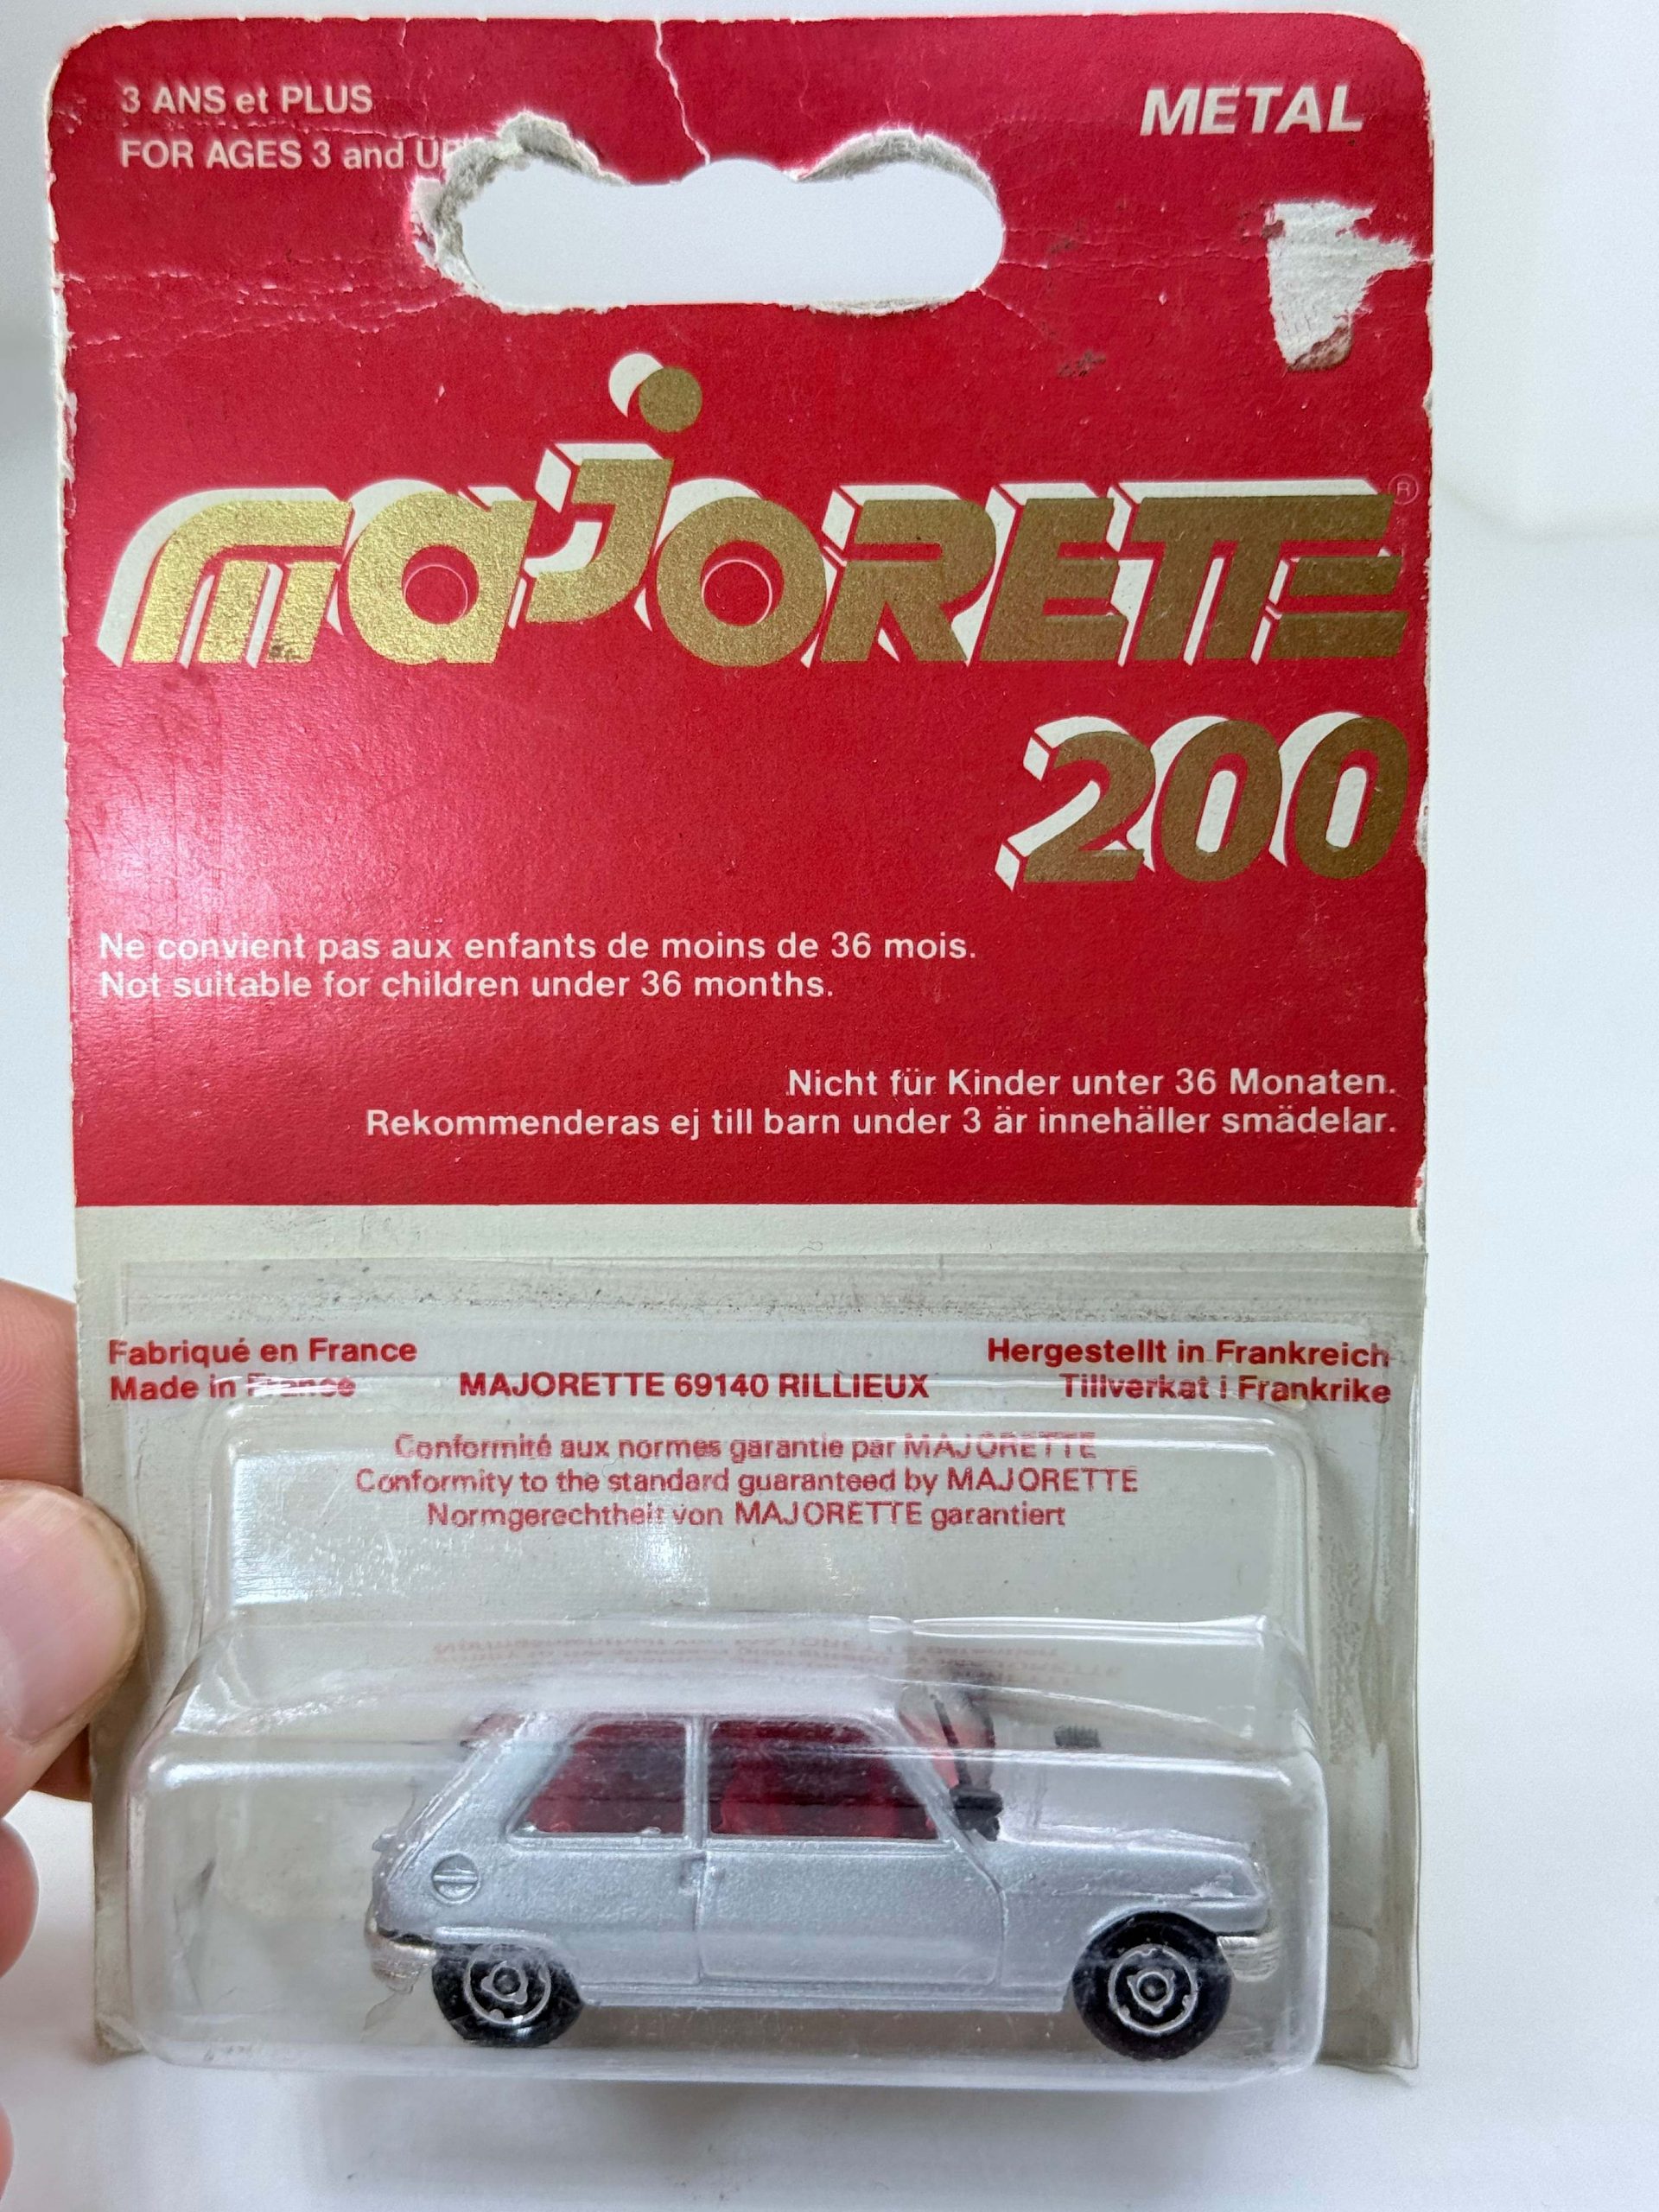 3 ANS et PLUS
FOR AGES 3 and UP
METAL
majorette ®
200
Ne convient pas aux enfants de moins de 36 mois.
Not suitable for children under 36 months.
Nicht für Kinder unter 36 Monaten.
Rekommenderas ej till barn under 3 är innehäller smädelar.
Fabriqué en France
Made in France
MAJORETTE 69140 RILLIEUX
Hergestellt in Frankreich
Tillverkat i Frankrike
Conformité aux normes garantie par MAJORETTE
Conformity to the standard guaranteed by MAJORETTE
Normgerechtheit von MAJORETTE garantiert